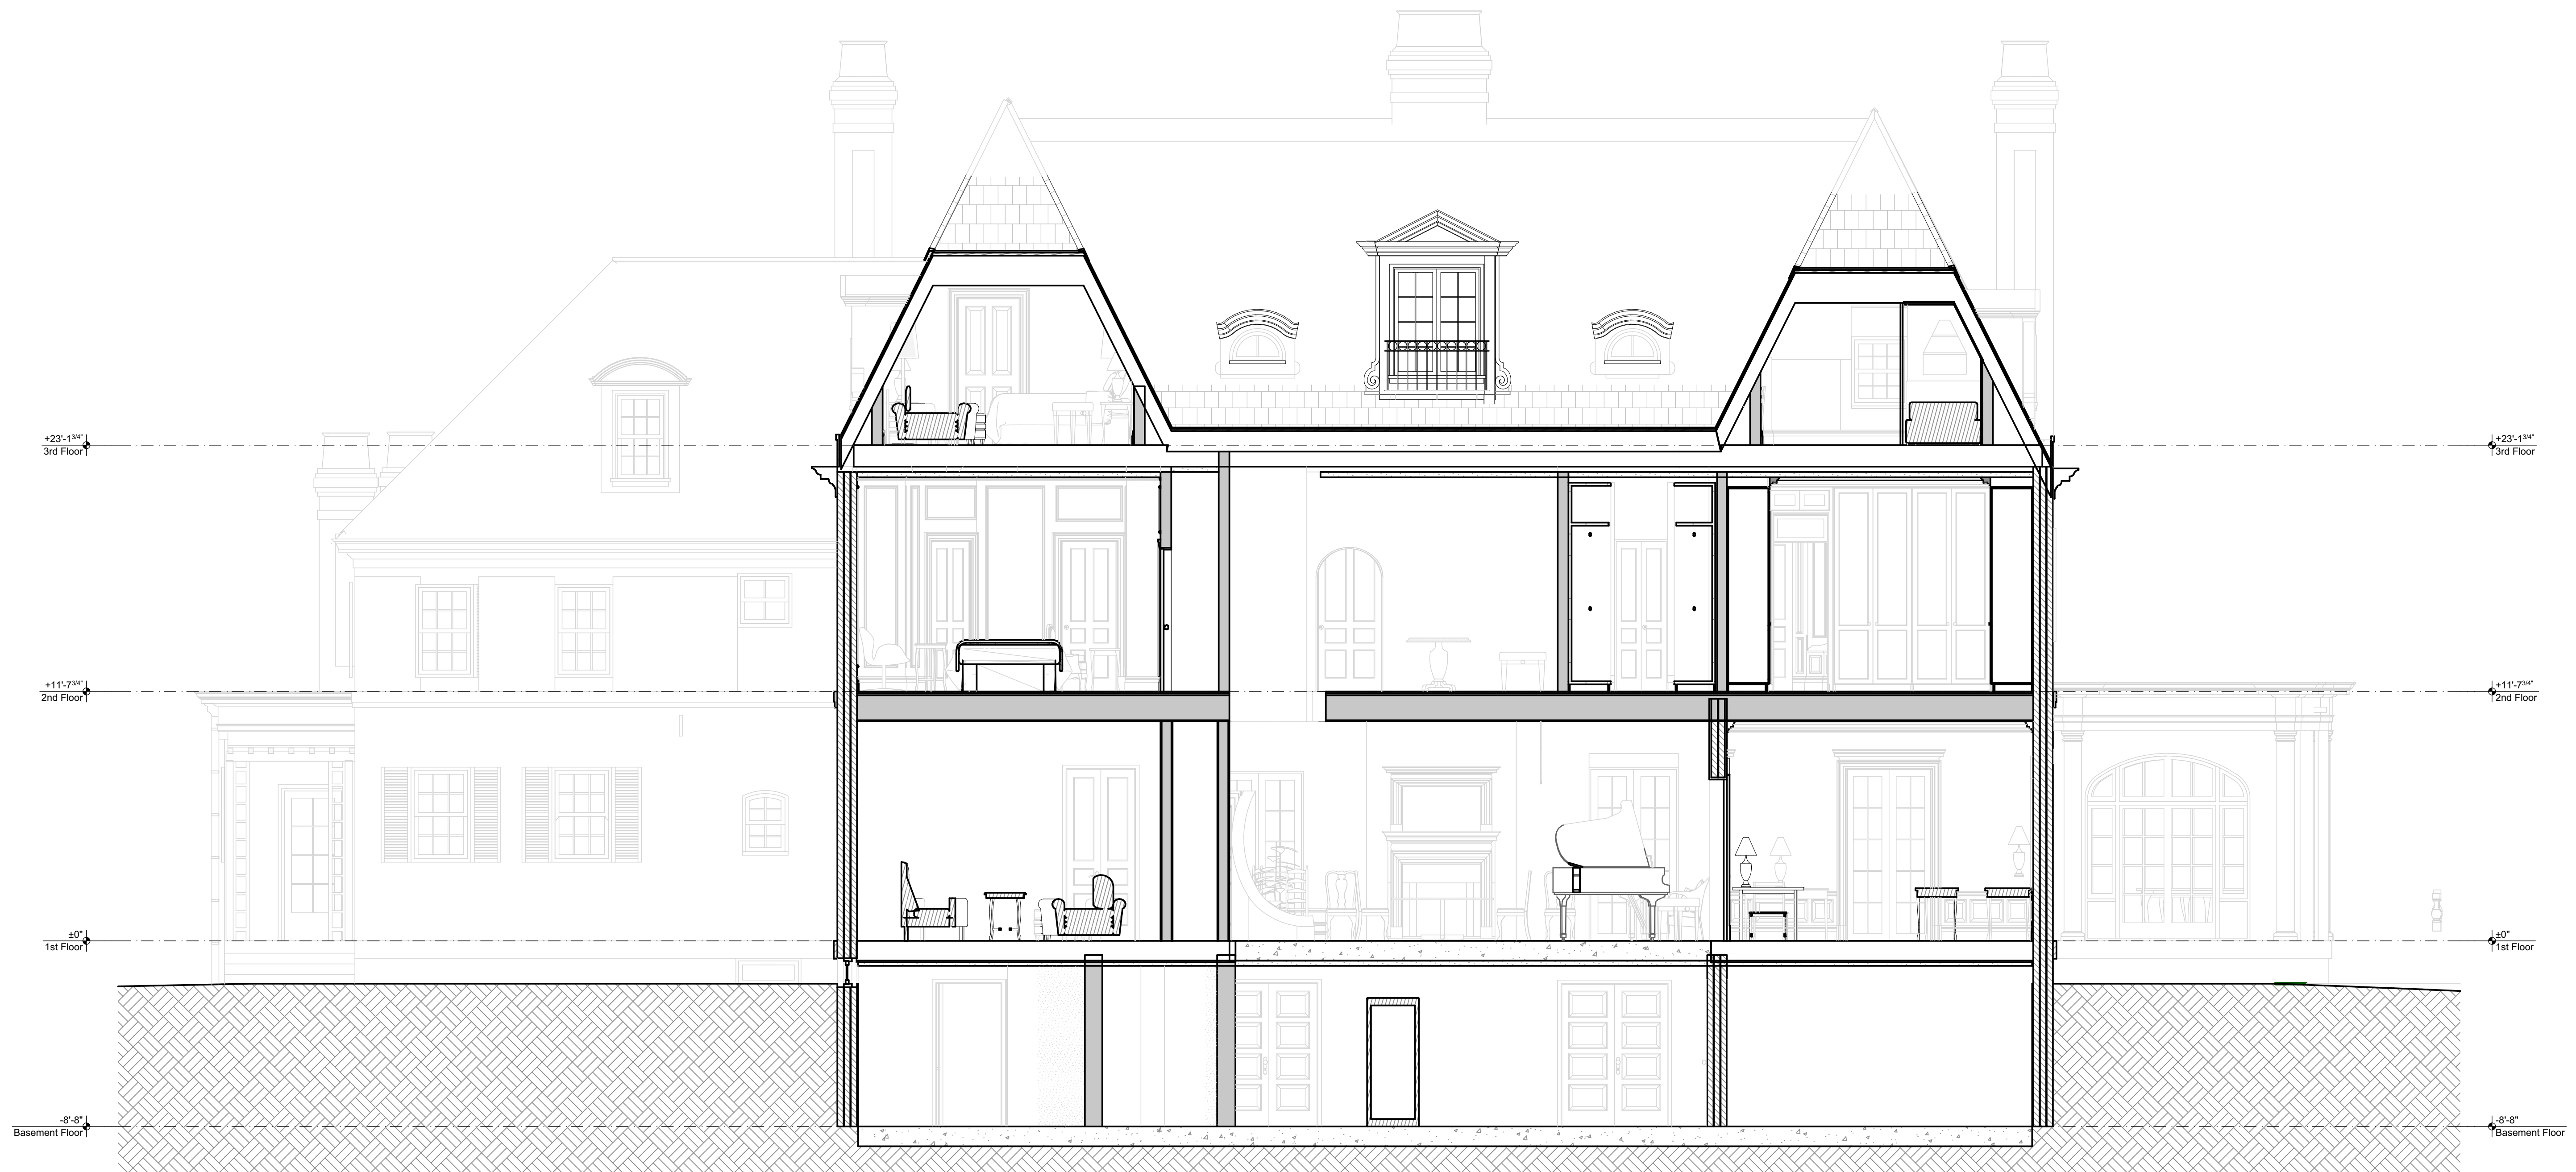 +23'-1 3/4"
3rd Floor
+23'-1 3/4"
3rd Floor
+11'-7 3/4"
2nd Floor
+11'-7 3/4"
2nd Floor
±0"
1st Floor
±0"
1st Floor
-8'-8"
Basement Floor
-8'-8"
Basement Floor